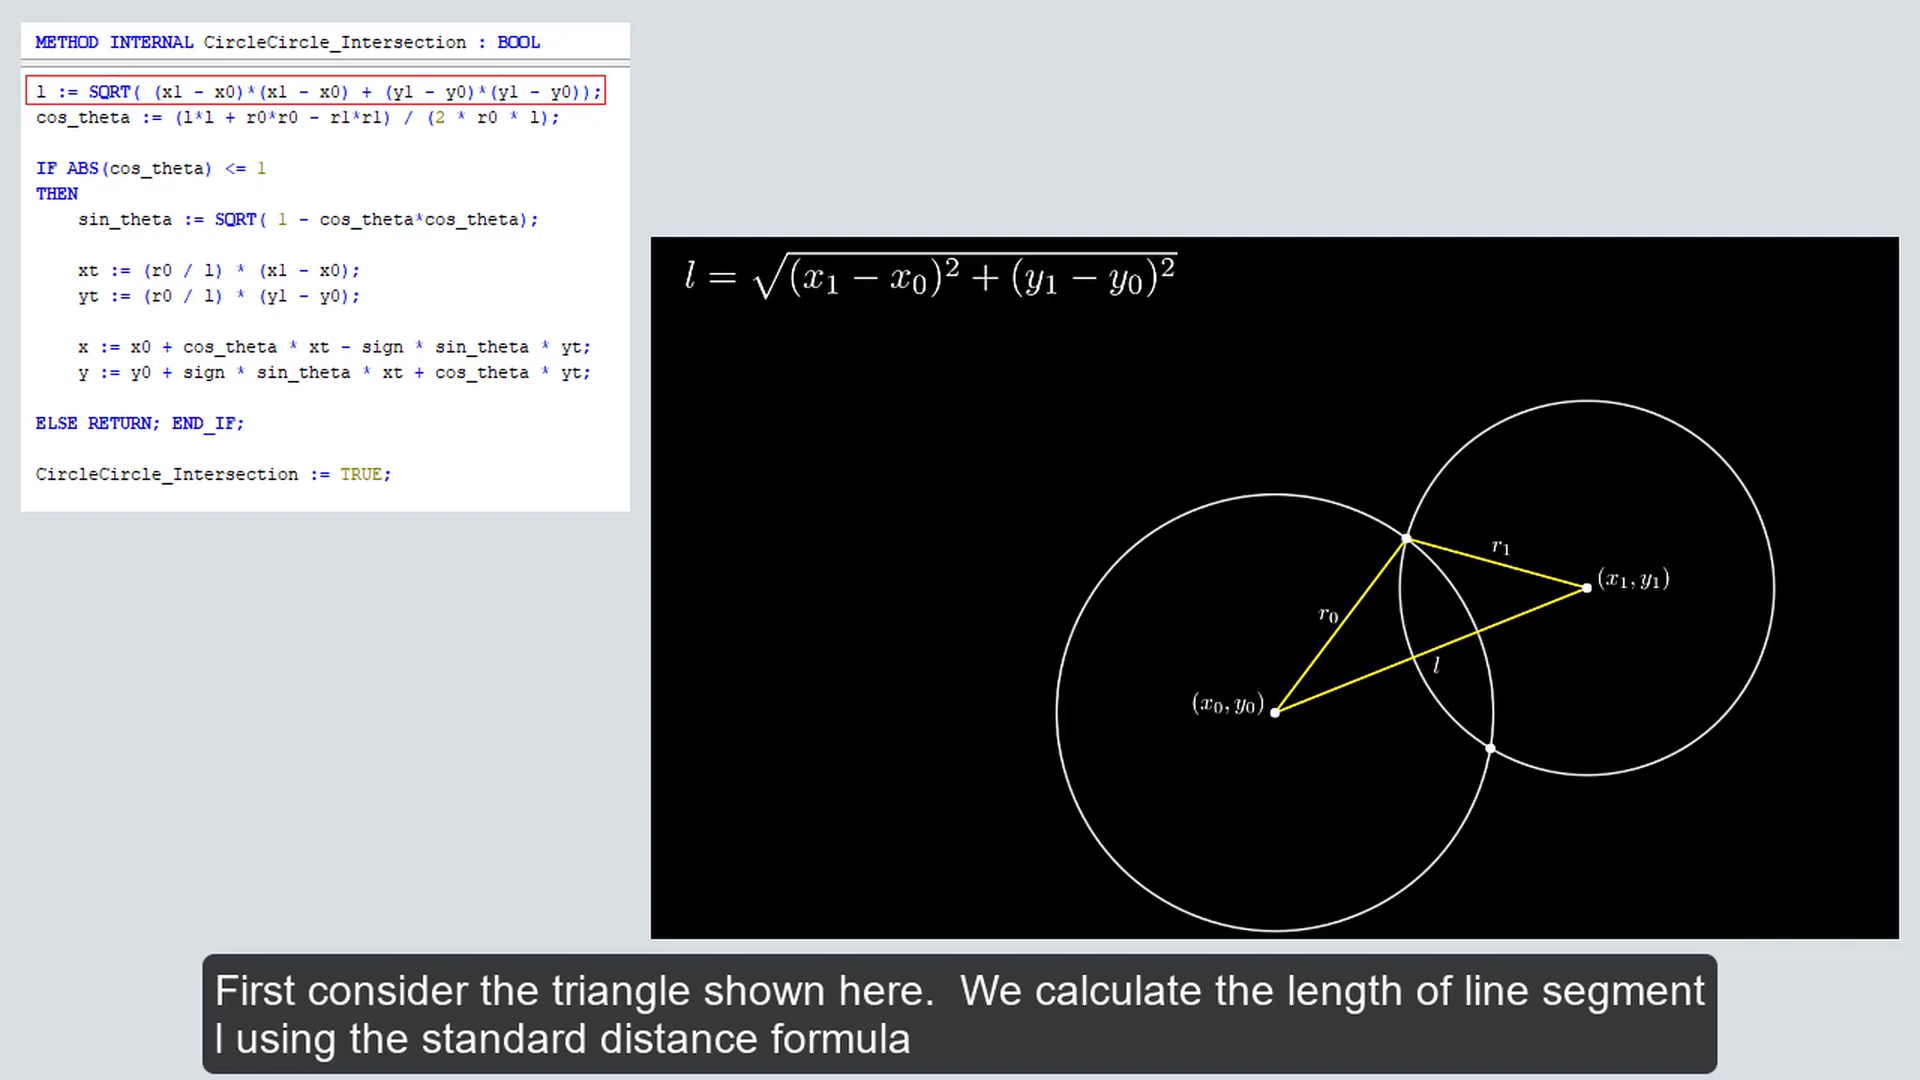 METHOD INTERNAL CircleCircle_Intersection : BOOL
l := SQRT( (x1 - x0)*(x1 - x0) + (y1 - y0)*(y1 - y0));
cos_theta := (l*l + r0*r0 - r1*r1) / (2 * r0 * l);
IF ABS(cos_theta) <= 1
THEN
sin_theta := SQRT( 1 - cos_theta*cos_theta);
xt := (r0 / l) * (x1 - x0);
yt := (r0 / l) * (y1 - y0);
x := x0 + cos_theta * xt - sign * sin_theta * yt;
y := y0 + sign * sin_theta * xt + cos_theta * yt;
ELSE RETURN; END_IF;
CircleCircle_Intersection := TRUE;
l = √(x₁ − x₀)² + (y₁ − y₀)²
r₁
(x₁, y₁)
r₀
l
(x₀, y₀)
First consider the triangle shown here.  We calculate the length of line segment
l using the standard distance formula